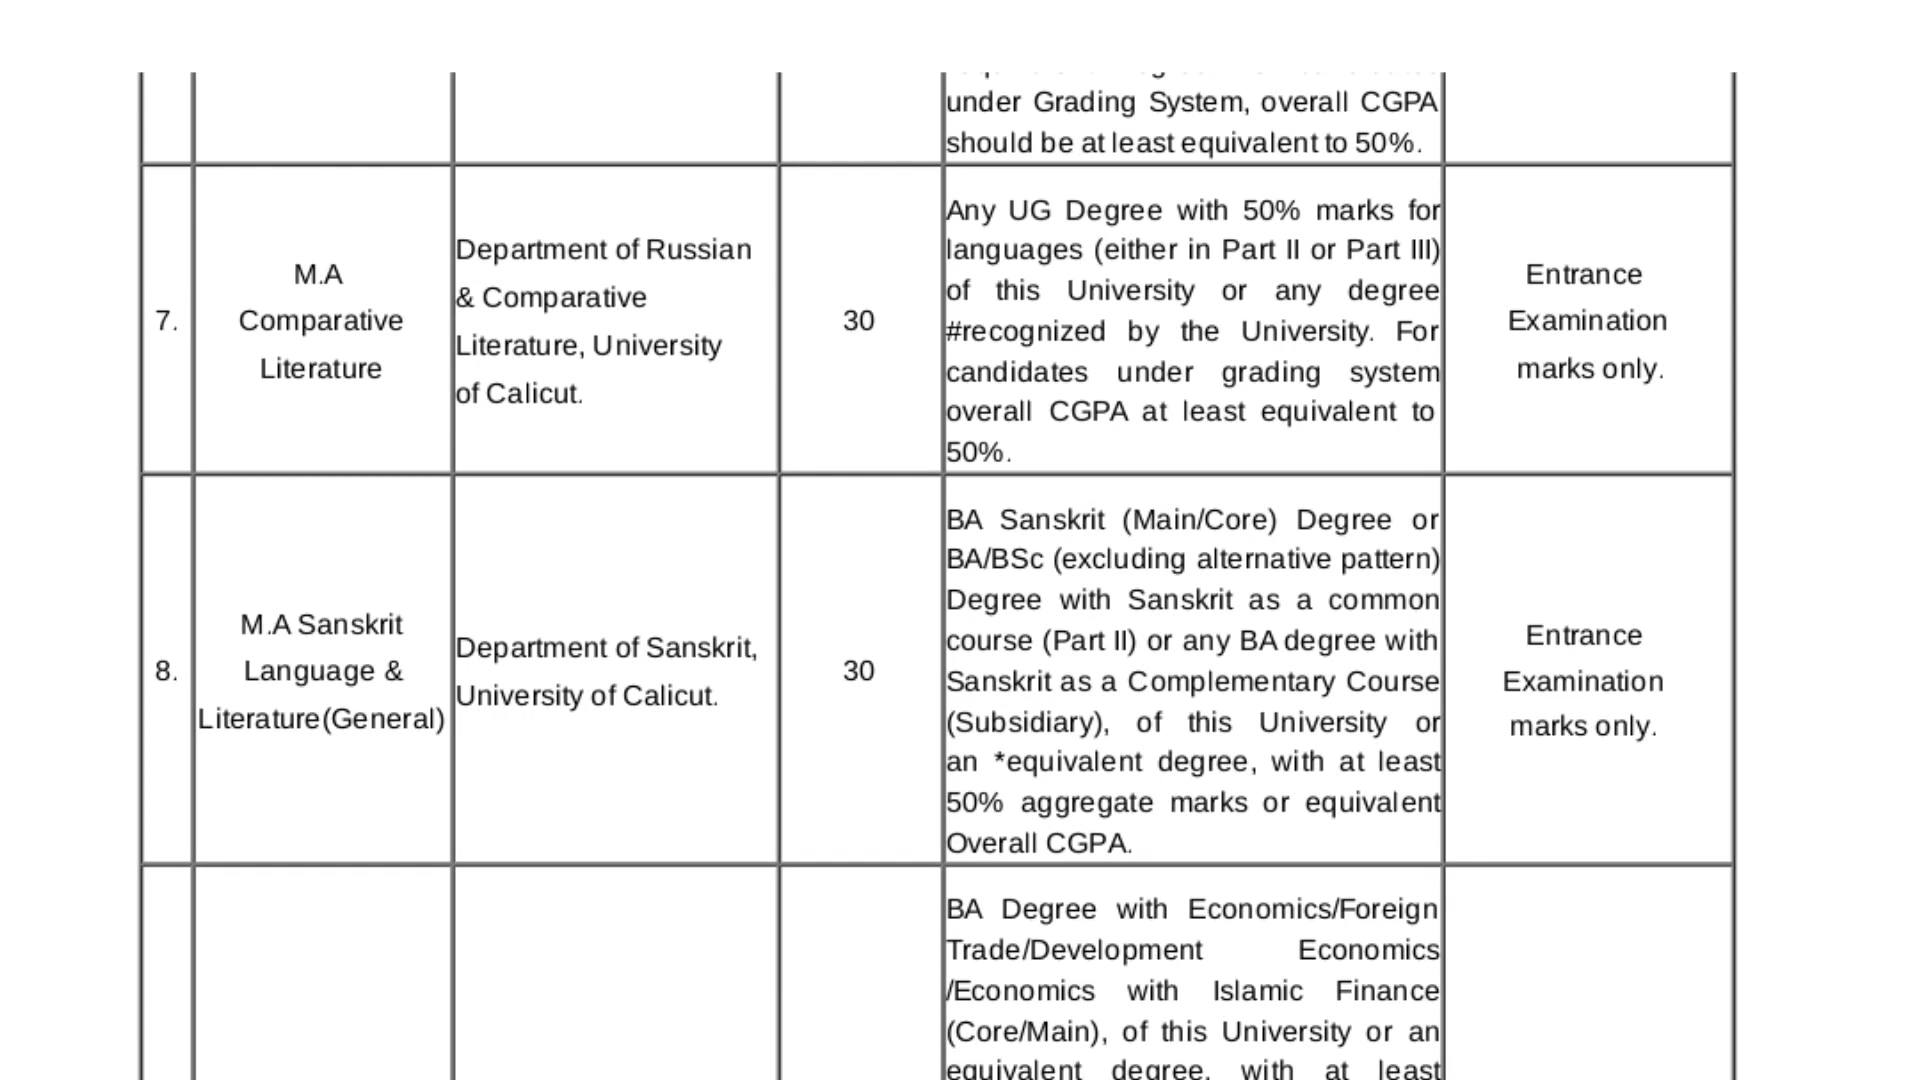 under Grading System, overall CGPA
should be at least equivalent to 50%.
7.
M.A
Comparative
Literature
Department of Russian
& Comparative
Literature, University
of Calicut.
30
Any UG Degree with 50% marks for
languages (either in Part II or Part III)
of this University or any degree
#recognized by the University. For
candidates under grading system
overall CGPA at least equivalent to
50%.
Entrance
Examination
marks only.
8.
M.A Sanskrit
Language &
Literature(General)
Department of Sanskrit,
University of Calicut.
30
BA Sanskrit (Main/Core) Degree or
BA/BSc (excluding alternative pattern)
Degree with Sanskrit as a common
course (Part II) or any BA degree with
Sanskrit as a Complementary Course
(Subsidiary), of this University or
an *equivalent degree, with at least
50% aggregate marks or equivalent
Overall CGPA.
Entrance
Examination
marks only.
BA Degree with Economics/Foreign
Trade/Development Economics
/Economics with Islamic Finance
(Core/Main), of this University or an
equivalent degree, with at least